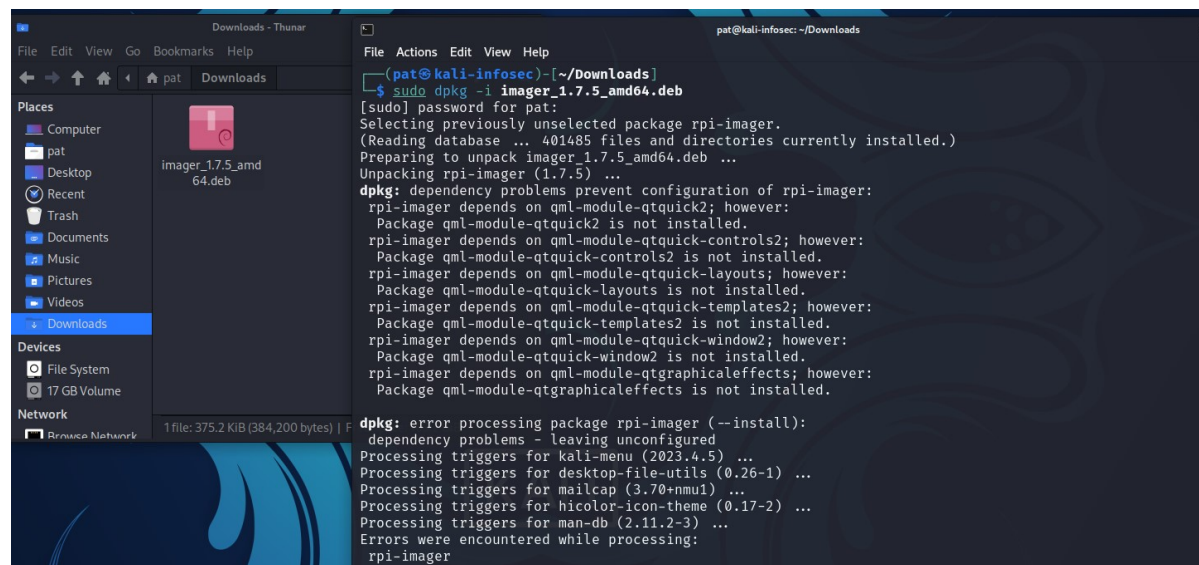 Downloads - Thunar
File Edit View Go Bookmarks Help
pat Downloads
Places
Computer
pat
Desktop
Recent
Trash
Documents
Music
Pictures
Videos
Downloads
Devices
File System
17 GB Volume
Network
Browse Network
imager_1.7.5_amd
64.deb
1 file: 375.2 KiB (384,200 bytes) | F
pat@kali-infosec: ~/Downloads
File Actions Edit View Help
┌──(pat㉿kali-infosec)-[~/Downloads]
└─$ sudo dpkg -i imager_1.7.5_amd64.deb
[sudo] password for pat:
Selecting previously unselected package rpi-imager.
(Reading database ... 401485 files and directories currently installed.)
Preparing to unpack imager_1.7.5_amd64.deb ...
Unpacking rpi-imager (1.7.5) ...
dpkg: dependency problems prevent configuration of rpi-imager:
 rpi-imager depends on qml-module-qtquick2; however:
  Package qml-module-qtquick2 is not installed.
 rpi-imager depends on qml-module-qtquick-controls2; however:
  Package qml-module-qtquick-controls2 is not installed.
 rpi-imager depends on qml-module-qtquick-layouts; however:
  Package qml-module-qtquick-layouts is not installed.
 rpi-imager depends on qml-module-qtquick-templates2; however:
  Package qml-module-qtquick-templates2 is not installed.
 rpi-imager depends on qml-module-qtquick-window2; however:
  Package qml-module-qtquick-window2 is not installed.
 rpi-imager depends on qml-module-qtgraphicaleffects; however:
  Package qml-module-qtgraphicaleffects is not installed.

dpkg: error processing package rpi-imager (--install):
 dependency problems - leaving unconfigured
Processing triggers for kali-menu (2023.4.5) ...
Processing triggers for desktop-file-utils (0.26-1) ...
Processing triggers for mailcap (3.70+nmu1) ...
Processing triggers for hicolor-icon-theme (0.17-2) ...
Processing triggers for man-db (2.11.2-3) ...
Errors were encountered while processing:
 rpi-imager